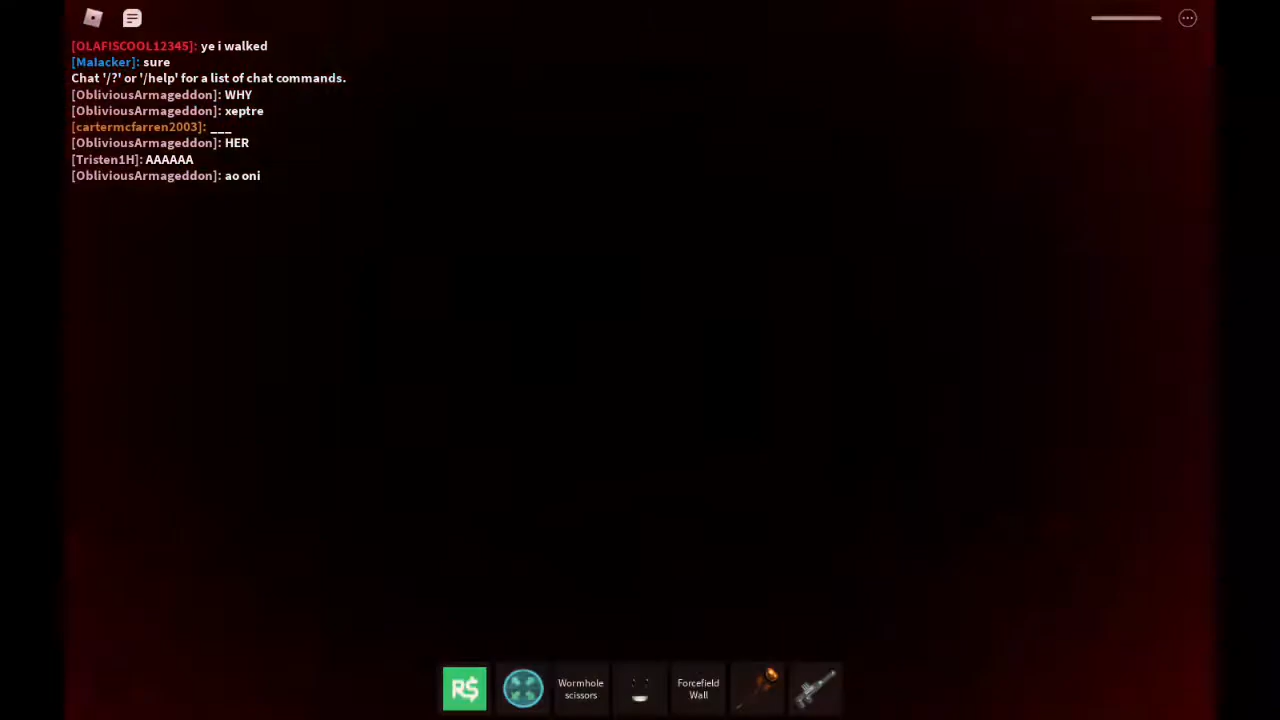 [OLAFISCOOL12345]: ye i walked
[Malacker]: sure
Chat '/?' or '/help' for a list of chat commands.
[ObliviousArmageddon]: WHY
[ObliviousArmageddon]: xeptre
[cartermcfarren2003]: ___
[ObliviousArmageddon]: HER
[Tristen1H]: AAAAAA
[ObliviousArmageddon]: ao oni
R$
Wormhole
scissors
Forcefield
Wall